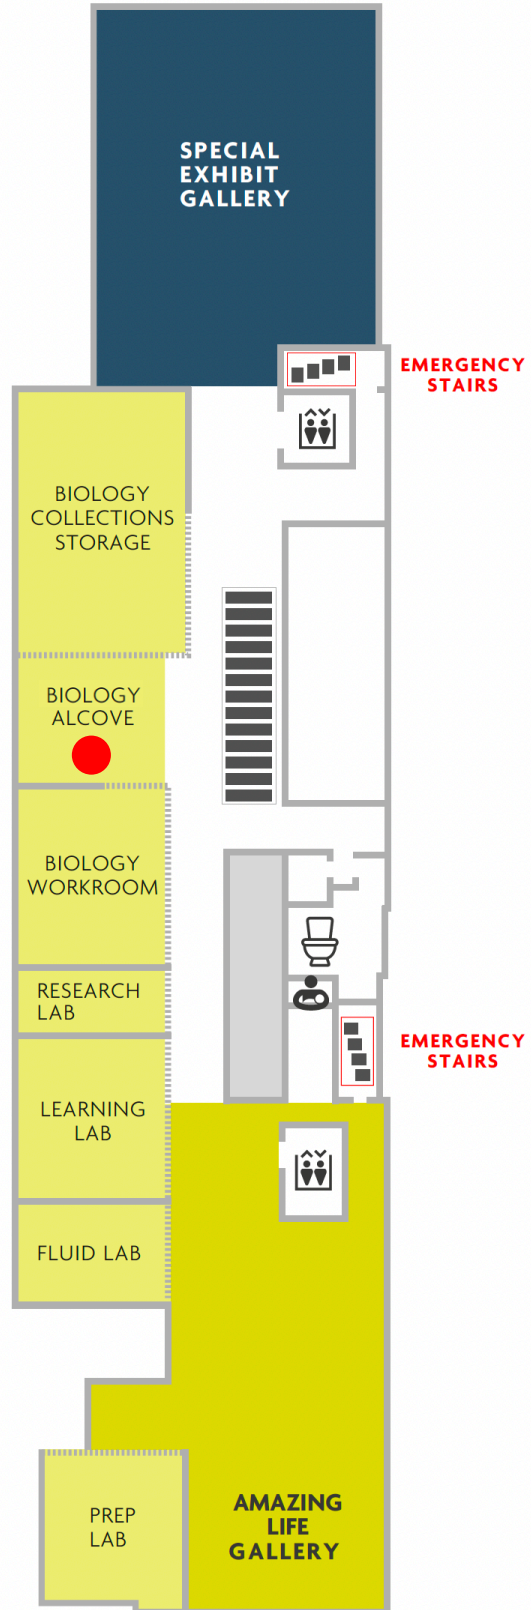 SPECIAL
EXHIBIT
GALLERY
EMERGENCY
STAIRS
BIOLOGY
COLLECTIONS
STORAGE
BIOLOGY
ALCOVE
BIOLOGY
WORKROOM
RESEARCH
LAB
EMERGENCY
STAIRS
LEARNING
LAB
FLUID LAB
AMAZING
LIFE
GALLERY
PREP
LAB